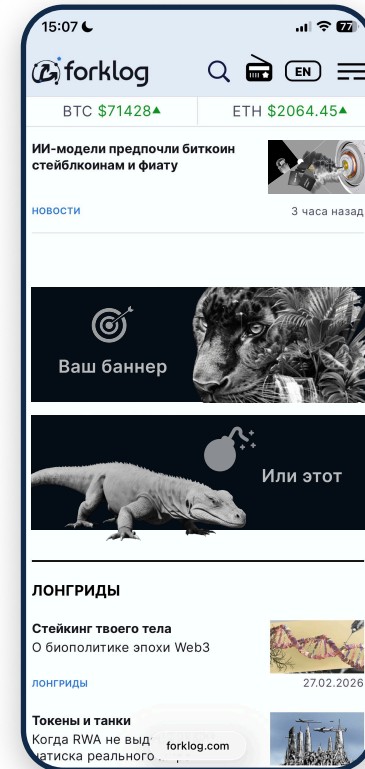 15:07
77
forklog
EN
BTC $71428
ETH $2064.45
ИИ-модели предпочли биткоин
стейблкоинам и фиату
НОВОСТИ
3 часа назад
Ваш баннер
Или этот
ЛОНГРИДЫ
Стейкинг твоего тела
О биополитике эпохи Web3
ЛОНГРИДЫ
27.02.2026
Токены и танки
Когда RWA не
forklog.com
реального